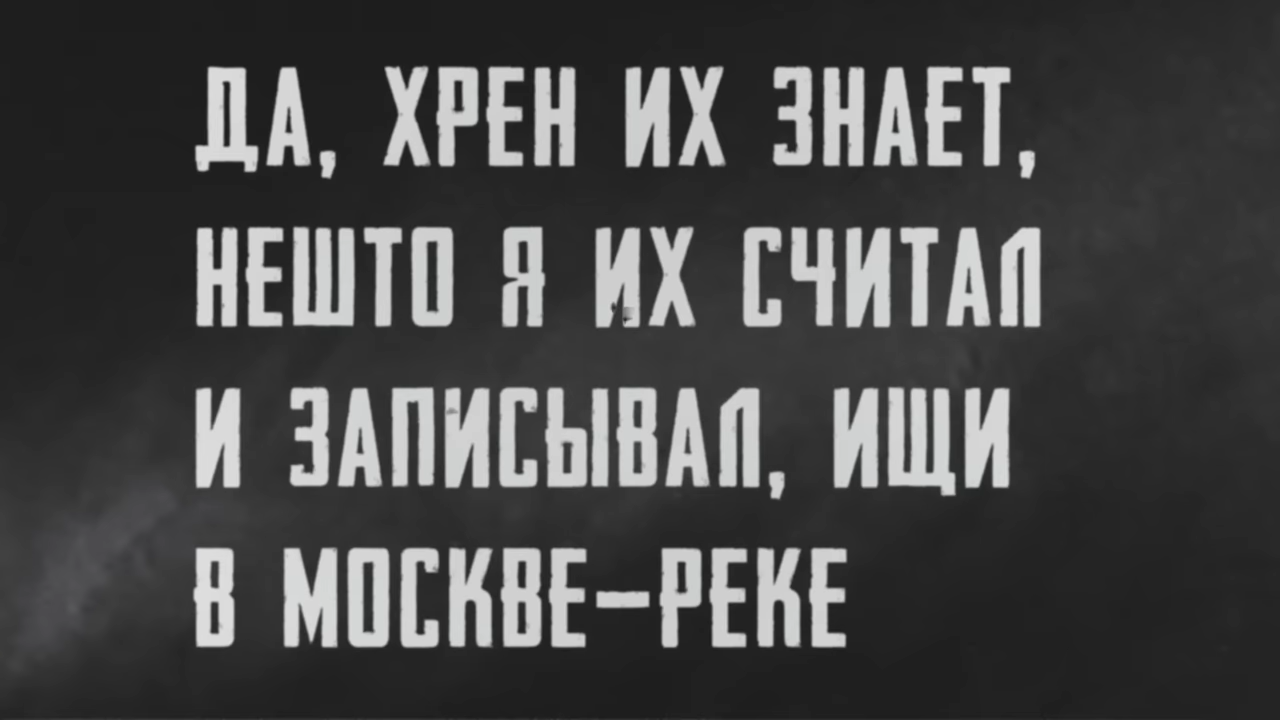 ДА, ХРЕН ИХ ЗНАЕТ,
НЕШТО Я ИХ СЧИТАЛ
И ЗАПИСЫВАЛ, ИЩИ
В МОСКВЕ–РЕКЕ